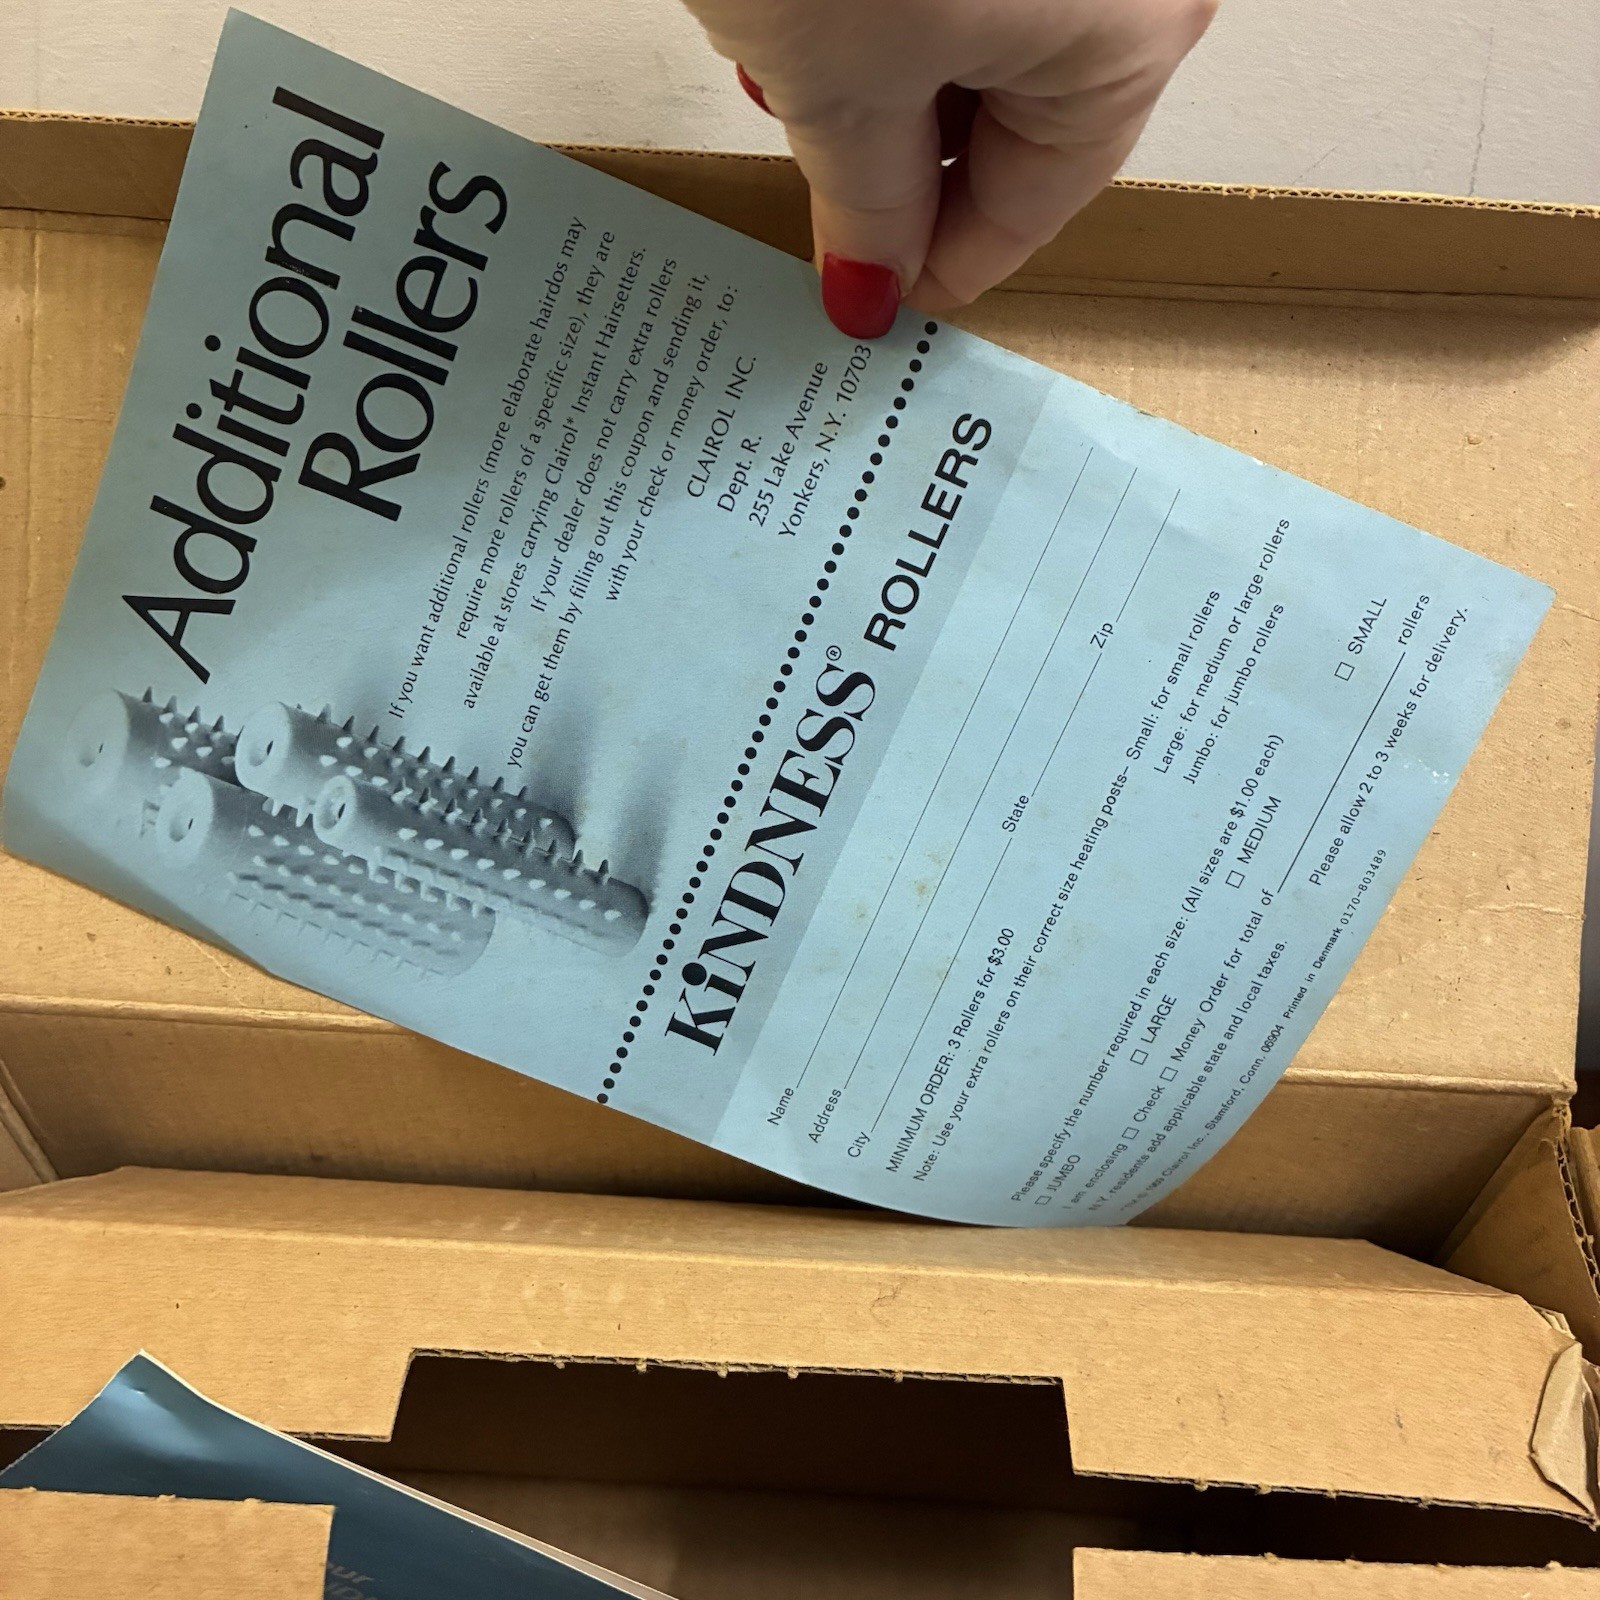 Additional
Rollers
If you want additional rollers (more elaborate hairdos may
require more rollers of a specific size), they are
available at stores carrying Clairol* Instant Hairsetters.
If your dealer does not carry extra rollers
you can get them by filling out this coupon and sending it,
with your check or money order, to:
CLAIROL INC.
Dept. R.
255 Lake Avenue
Yonkers, N.Y. 10703
KiNDNESS® ROLLERS
Name
Address
City State Zip
MINIMUM ORDER: 3 Rollers for $3.00
Note: Use your extra rollers on their correct size heating posts– Small: for small rollers
Large: for medium or large rollers
Jumbo: for jumbo rollers
Please specify the number required in each size: (All sizes are $1.00 each)
☐ JUMBO ☐ LARGE ☐ MEDIUM ☐ SMALL
I am enclosing ☐ Check ☐ Money Order for total of rollers
N.Y. residents add applicable state and local taxes. Please allow 2 to 3 weeks for delivery.
1969 Clairol Inc., Stamford, Conn. 06904 Printed in Denmark 0170-803489